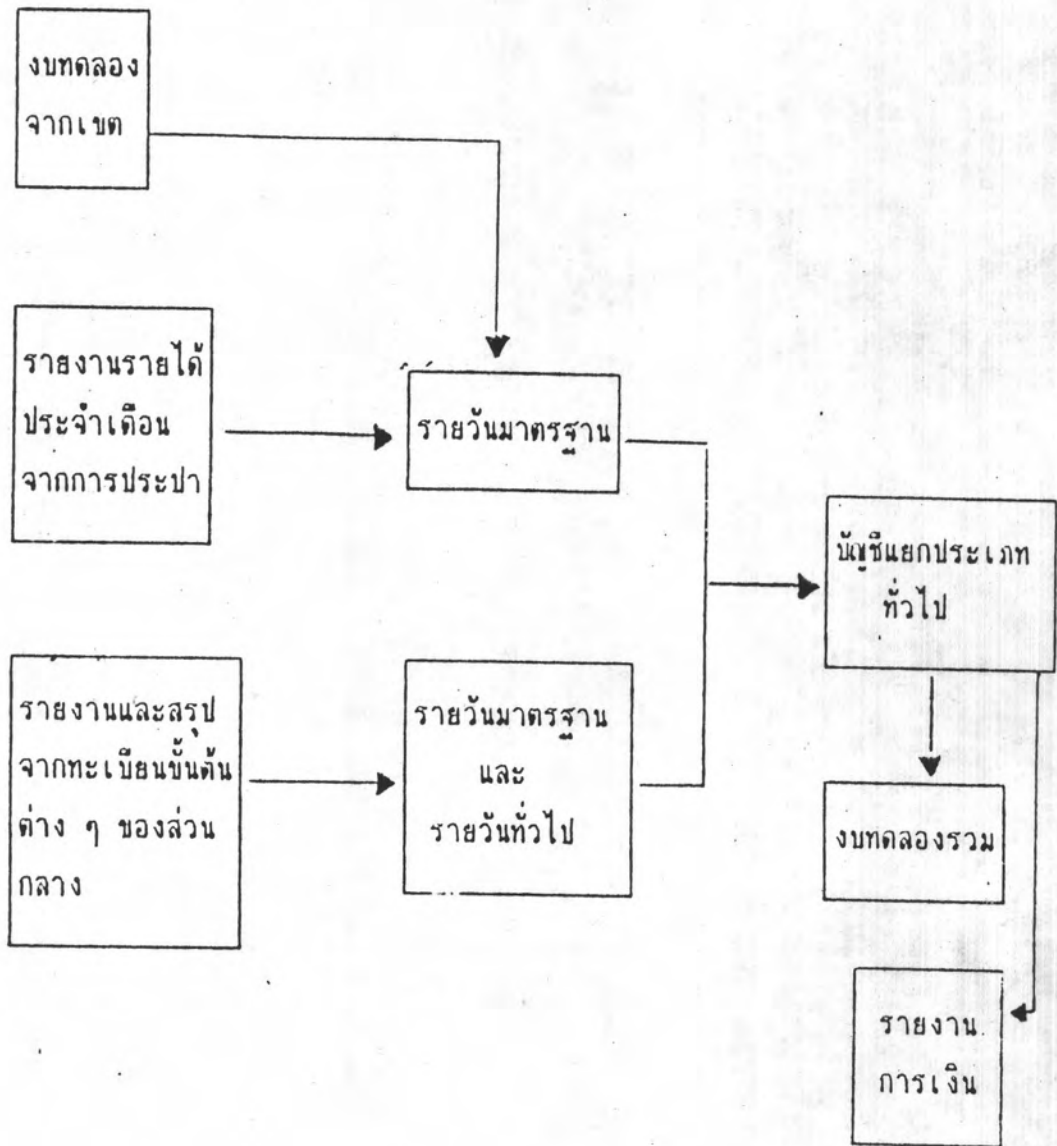 งบทดลอง
จากเขต
รายงานรายได้
ประจำเดือน
จากการประปา
รายวันมาตรฐาน
บัญชีแยกประเภท
ทั่วไป
รายงานและสรุป
จากทะเบียนขั้นต้น
ต่าง ๆ ของส่วน
กลาง
รายวันมาตรฐาน
และ
รายวันทั่วไป
งบทดลองรวม
รายงาน
การเงิน